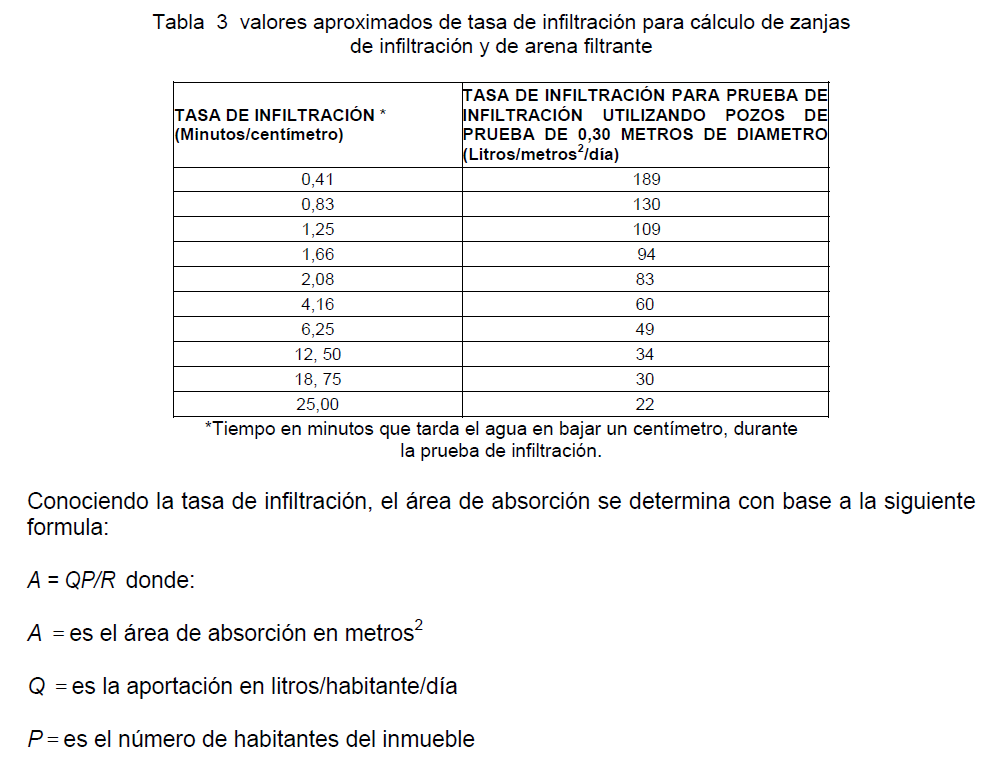 Tabla 3 valores aproximados de tasa de infiltración para cálculo de zanjas
de infiltración y de arena filtrante
TASA DE INFILTRACIÓN *
(Minutos/centímetro)
TASA DE INFILTRACIÓN PARA PRUEBA DE
INFILTRACIÓN UTILIZANDO POZOS DE
PRUEBA DE 0,30 METROS DE DIAMETRO
(Litros/metros²/día)
0,41 189
0,83 130
1,25 109
1,66 94
2,08 83
4,16 60
6,25 49
12, 50 34
18, 75 30
25,00 22
*Tiempo en minutos que tarda el agua en bajar un centímetro, durante
la prueba de infiltración.
Conociendo la tasa de infiltración, el área de absorción se determina con base a la siguiente
formula:
A = QP/R donde:
A = es el área de absorción en metros²
Q = es la aportación en litros/habitante/día
P = es el número de habitantes del inmueble